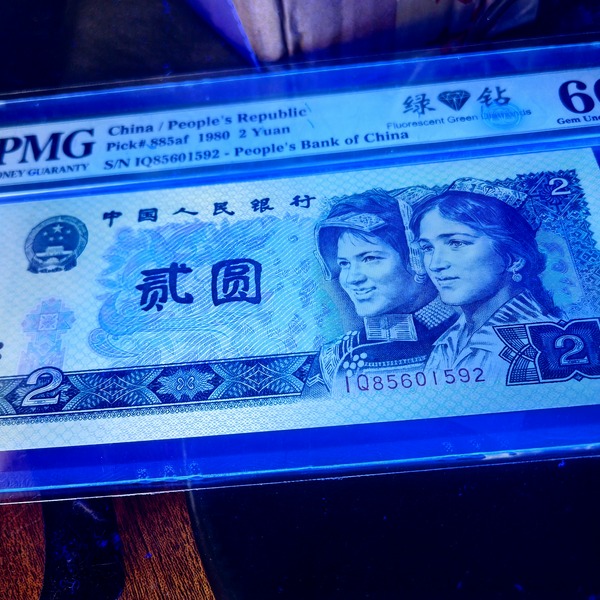 PMG
MONEY GUARANTY
China / People's Republic
Pick# 885af 1980 2 Yuan
S/N IQ85601592 - People's Bank of China
绿 钻
Fluorescent Green Diamonds
Gem Unc
中国人民银行
2
贰圆
2
2
IQ85601592